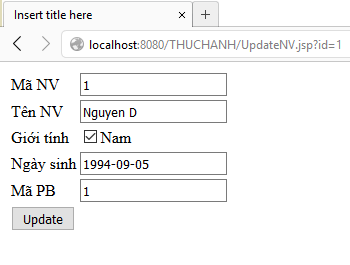 Insert title here × +
localhost:8080/THUCHANH/UpdateNV.jsp?id=1
Mã NV 1
Tên NV Nguyen D
Giới tính Nam
Ngày sinh 1994-09-05
Mã PB 1
Update